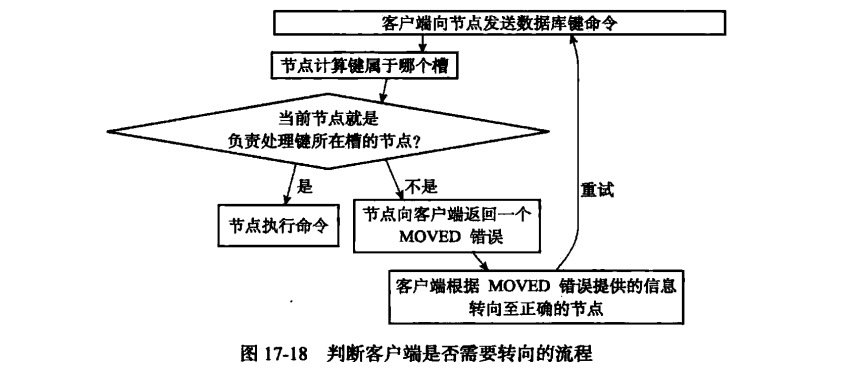 客户端向节点发送数据库键命令
节点计算键属于哪个槽
当前节点就是
负责处理键所在槽的节点?
是
不是
重试
节点执行命令
节点向客户端返回一个
MOVED 错误
客户端根据 MOVED 错误提供的信息
转向至正确的节点
图 17-18 判断客户端是否需要转向的流程